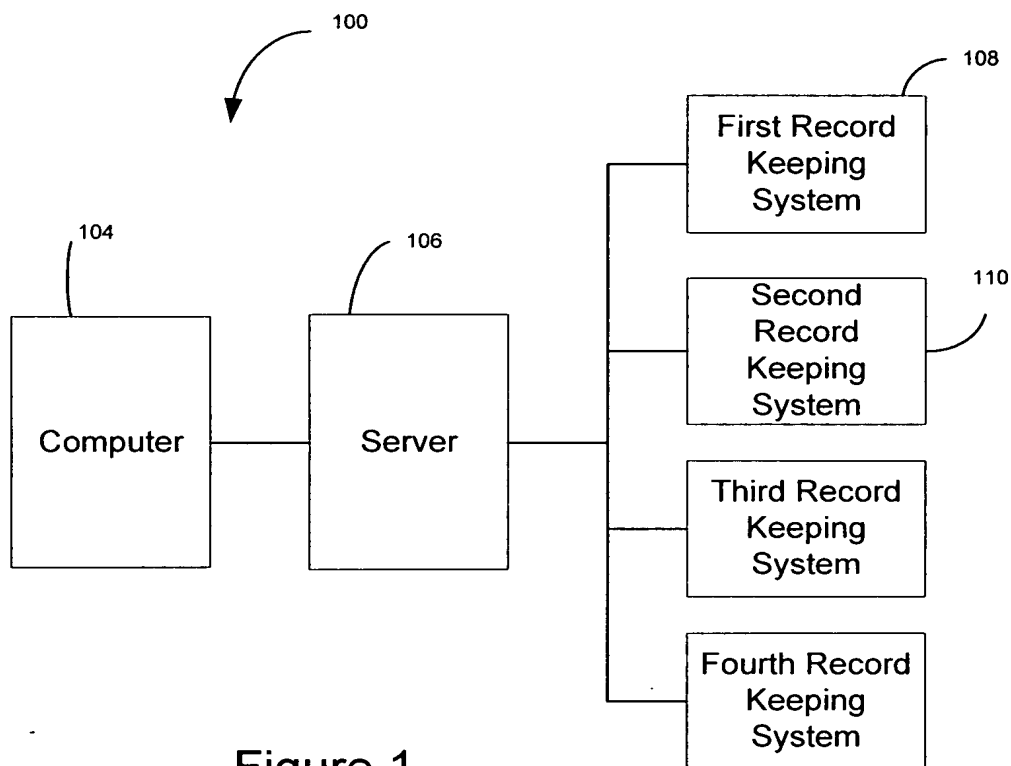 100
108
First Record
Keeping
System
104
106
110
Second
Record
Keeping
System
Computer
Server
Third Record
Keeping
System
Fourth Record
Keeping
System
Figure 1